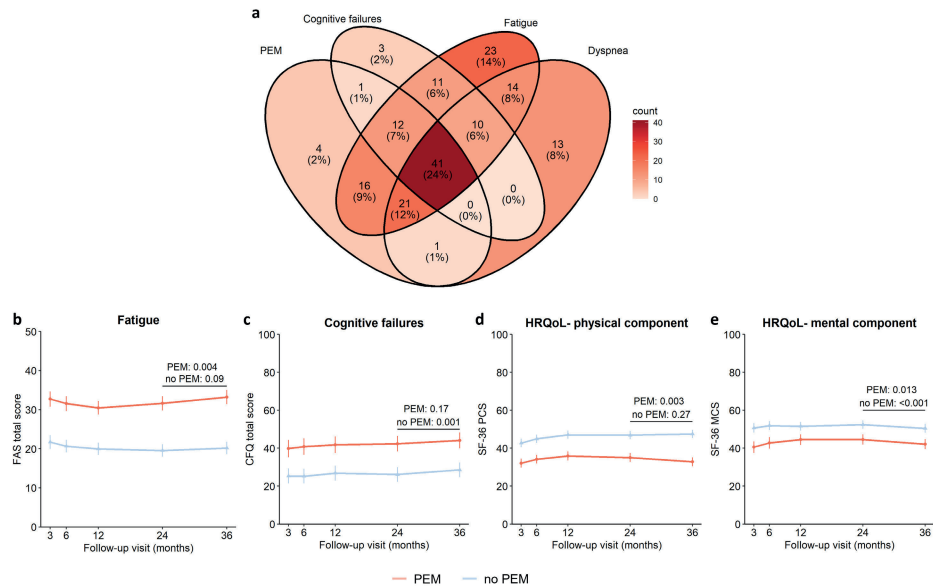 a
Cognitive failures
Fatigue
PEM
Dyspnea
3
(2%)
23
(14%)
1
(1%)
11
(6%)
14
(8%)
12
(7%)
10
(6%)
4
(2%)
13
(8%)
41
(24%)
16
(9%)
0
(0%)
21
(12%)
0
(0%)
1
(1%)
count
40
30
20
10
0
b
Fatigue
FAS total score
50
40
30
20
10
0
PEM: 0.004
no PEM: 0.09
3 6 12 24 36
Follow-up visit (months)
c
Cognitive failures
CFQ total score
100
80
60
40
20
0
PEM: 0.17
no PEM: 0.001
3 6 12 24 36
Follow-up visit (months)
d
HRQoL- physical component
SF-36 PCS
100
80
60
40
20
0
PEM: 0.003
no PEM: 0.27
3 6 12 24 36
Follow-up visit (months)
e
HRQoL- mental component
SF-36 MCS
100
80
60
40
20
0
PEM: 0.013
no PEM: <0.001
3 6 12 24 36
Follow-up visit (months)
PEM no PEM